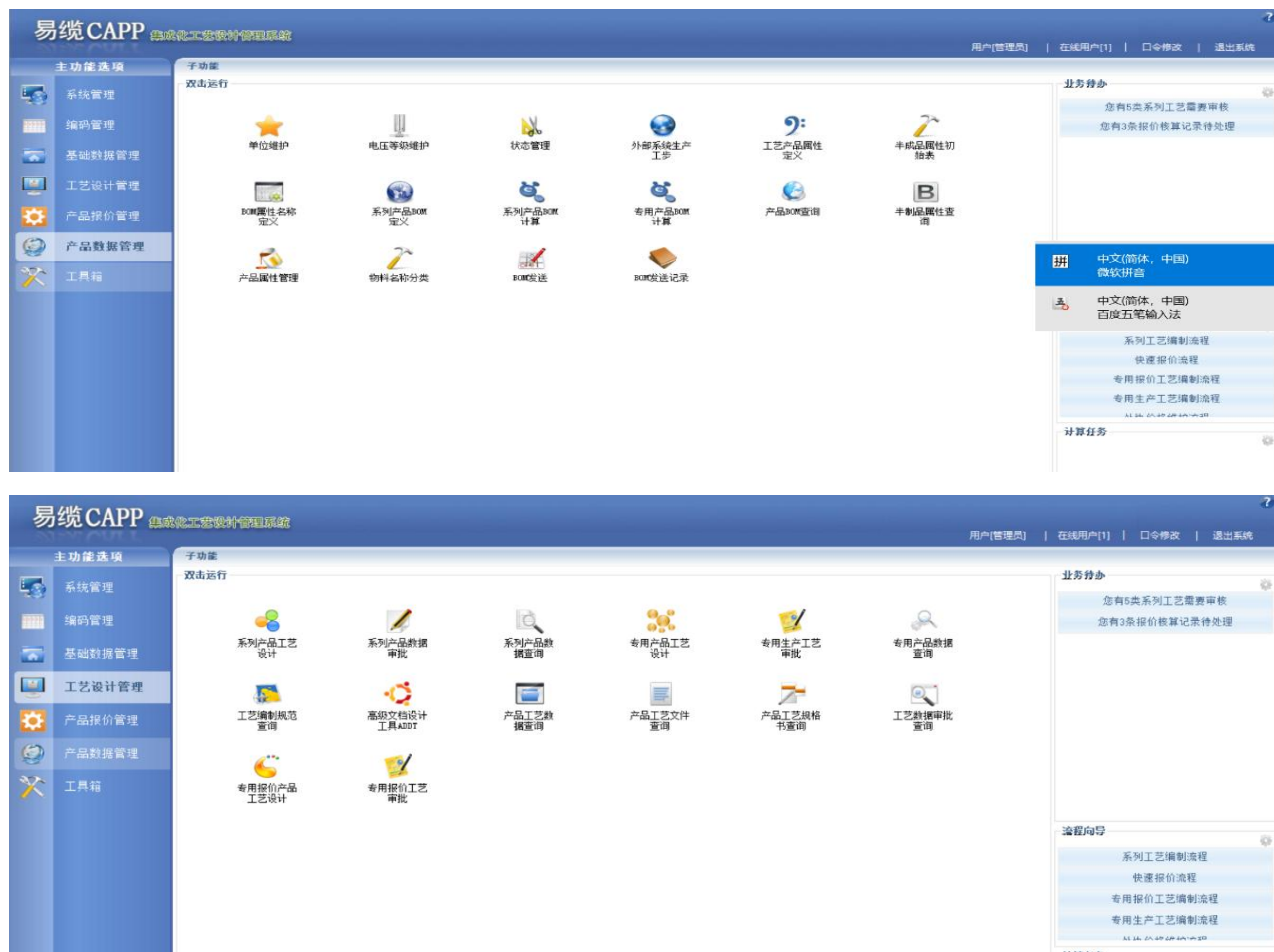 易缆CAPP 集成化工艺设计管理系统
?
用户[管理员] | 在线用户[1] | 口令修改 | 退出系统
主功能选项
系统管理
编码管理
基础数据管理
工艺设计管理
产品报价管理
产品数据管理
工具箱
子功能
双击运行
单位维护
电压等级维护
状态管理
外部系统生产
工步
工艺产品属性
定义
半成品属性初
始表
BOM属性名称
定义
系列产品BOM
定义
系列产品BOM
计算
专用产品BOM
计算
产品BOM查询
半制品属性查
询
产品属性管理
物料名称分类
BOM发送
BOM发送记录
业务待办
您有5类系列工艺需要审核
您有3条报价核算记录待处理
拼
中文(简体，中国)
微软拼音
中文(简体，中国)
百度五笔输入法
系列工艺编制流程
快速报价流程
专用报价工艺编制流程
专用生产工艺编制流程
计算任务
易缆CAPP 集成化工艺设计管理系统
?
用户[管理员] | 在线用户[1] | 口令修改 | 退出系统
主功能选项
系统管理
编码管理
基础数据管理
工艺设计管理
产品报价管理
产品数据管理
工具箱
子功能
双击运行
系列产品工艺
设计
系列产品数据
审批
系列产品数
据查询
专用产品工艺
设计
专用生产工艺
审批
专用产品数据
查询
工艺编制规范
查询
高级文档设计
工具ADDT
产品工艺数
据查询
产品工艺文件
查询
产品工艺规格
书查询
工艺数据审批
查询
专用报价产品
工艺设计
专用报价工艺
审批
业务待办
您有5类系列工艺需要审核
您有3条报价核算记录待处理
流程向导
系列工艺编制流程
快速报价流程
专用报价工艺编制流程
专用生产工艺编制流程